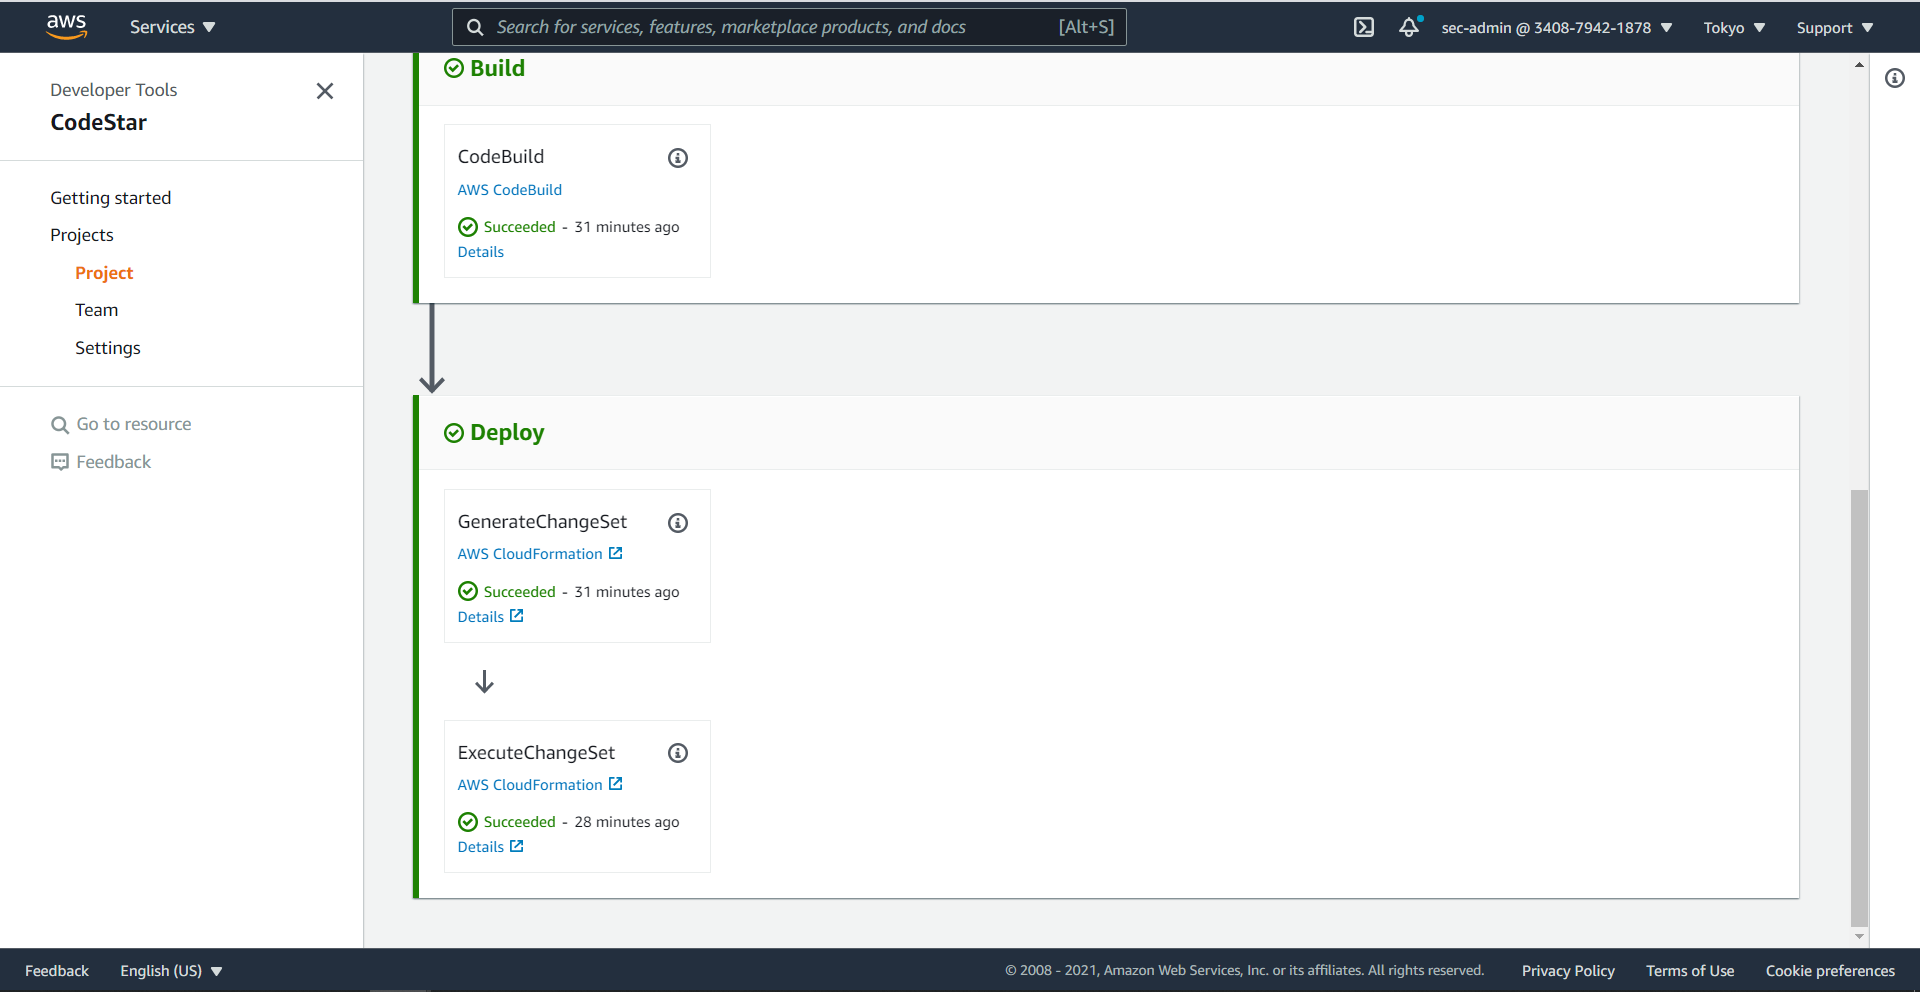 aws
Services
Search for services, features, marketplace products, and docs [Alt+S]
sec-admin @ 3408-7942-1878
Tokyo
Support
Developer Tools
CodeStar
Getting started
Projects
Project
Team
Settings
Go to resource
Feedback
Build
CodeBuild
AWS CodeBuild
Succeeded - 31 minutes ago
Details
Deploy
GenerateChangeSet
AWS CloudFormation
Succeeded - 31 minutes ago
Details
ExecuteChangeSet
AWS CloudFormation
Succeeded - 28 minutes ago
Details
Feedback
English (US)
© 2008 - 2021, Amazon Web Services, Inc. or its affiliates. All rights reserved.
Privacy Policy
Terms of Use
Cookie preferences